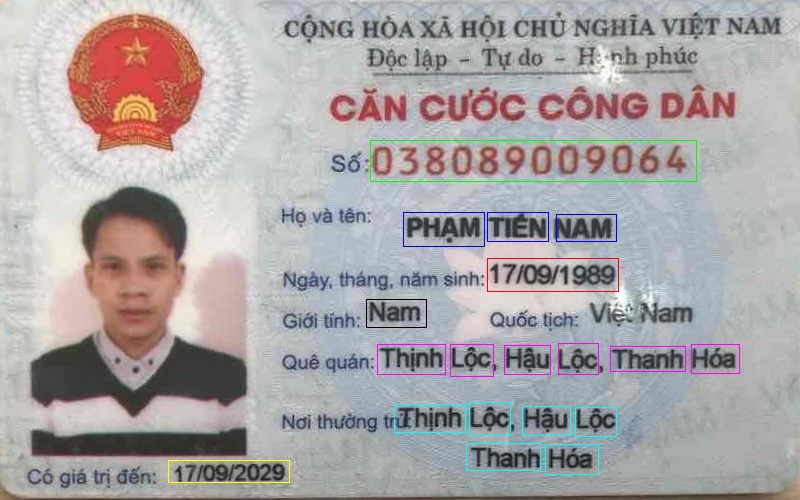 CỘNG HÒA XÃ HỘI CHỦ NGHĨA VIỆT NAM
Độc lập - Tự do - Hạnh phúc
CĂN CƯỚC CÔNG DÂN
Số: 038089009064
Họ và tên: PHẠM TIẾN NAM
Ngày, tháng, năm sinh: 17/09/1989
Giới tính: Nam Quốc tịch: Việt Nam
Quê quán: Thịnh Lộc, Hậu Lộc, Thanh Hóa
Nơi thường trú: Thịnh Lộc, Hậu Lộc
Thanh Hóa
Có giá trị đến: 17/09/2029